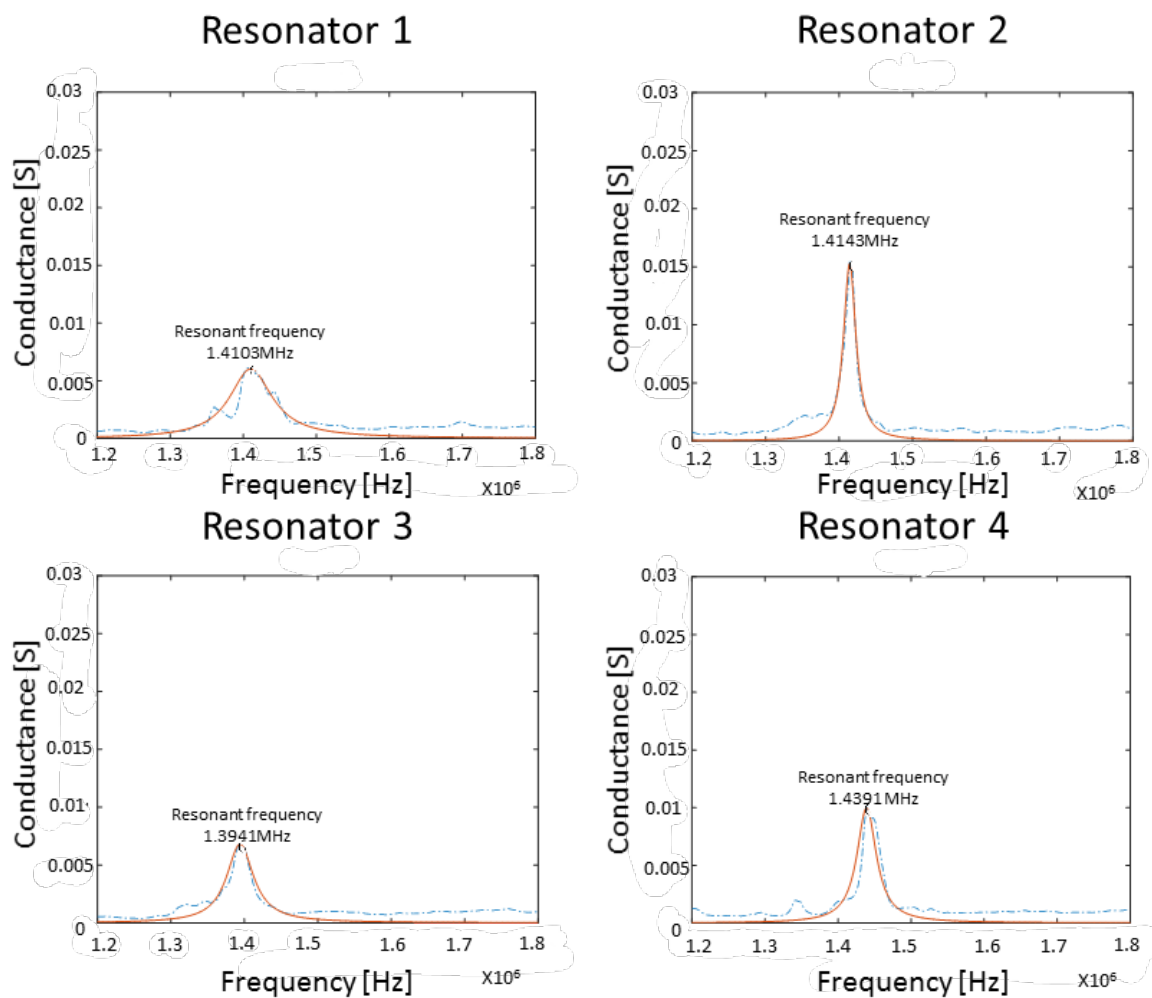 Resonator 1
0.03
0.025
0.02
0.015
0.01
0.005
0
Conductance [S]
Resonant frequency
1.4103MHz
1.2 1.3 1.4 1.5 1.6 1.7 1.8
Frequency [Hz]
X10⁶
Resonator 2
0.03
0.025
0.02
0.015
0.01
0.005
0
Conductance [S]
Resonant frequency
1.4143MHz
1.2 1.3 1.4 1.5 1.6 1.7 1.8
Frequency [Hz]
X10⁶
Resonator 3
0.03
0.025
0.02
0.015
0.01
0.005
0
Conductance [S]
Resonant frequency
1.3941MHz
1.2 1.3 1.4 1.5 1.6 1.7 1.8
Frequency [Hz]
X10⁶
Resonator 4
0.03
0.025
0.02
0.015
0.01
0.005
0
Conductance [S]
Resonant frequency
1.4391MHz
1.2 1.3 1.4 1.5 1.6 1.7 1.8
Frequency [Hz]
X10⁶